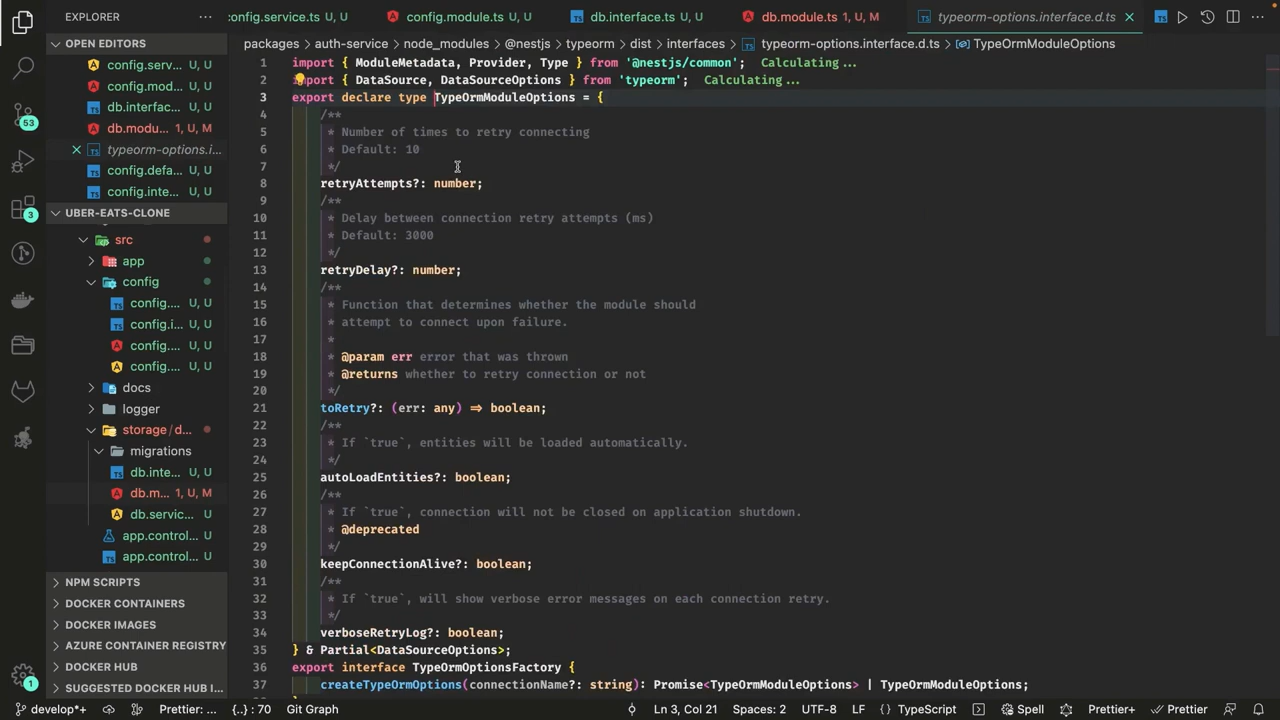 EXPLORER ...
config.service.ts U, U
config.module.ts U, U
db.interface.ts U, U
db.module.ts 1, U, M
typeorm-options.interface.d.ts
OPEN EDITORS
config.serv... U, U
config.mod... U, U
db.interfac... U, U
db.modu... 1, U, M
typeorm-options.i...
config.defa... U, U
config.inte... U, U
UBER-EATS-CLONE
src
app
config
config.... U, U
config.i... U, U
config.... U, U
config.... U, U
docs
logger
storage/d...
migrations
db.inte... U, U
db.m... 1, U, M
db.servic... U
app.control... U
app.control... U
NPM SCRIPTS
DOCKER CONTAINERS
DOCKER IMAGES
AZURE CONTAINER REGISTRY
DOCKER HUB
SUGGESTED DOCKER HUB I...
53
3
1
packages > auth-service > node_modules > @nestjs > typeorm > dist > interfaces > typeorm-options.interface.d.ts > TypeOrmModuleOptions
1 import { ModuleMetadata, Provider, Type } from '@nestjs/common'; Calculating...
2 import { DataSource, DataSourceOptions } from 'typeorm'; Calculating...
3 export declare type TypeOrmModuleOptions = {
4 /**
5 * Number of times to retry connecting
6 * Default: 10
7 */
8 retryAttempts?: number;
9 /**
10 * Delay between connection retry attempts (ms)
11 * Default: 3000
12 */
13 retryDelay?: number;
14 /**
15 * Function that determines whether the module should
16 * attempt to connect upon failure.
17 *
18 * @param err error that was thrown
19 * @returns whether to retry connection or not
20 */
21 toRetry?: (err: any) => boolean;
22 /**
23 * If `true`, entities will be loaded automatically.
24 */
25 autoLoadEntities?: boolean;
26 /**
27 * If `true`, connection will not be closed on application shutdown.
28 * @deprecated
29 */
30 keepConnectionAlive?: boolean;
31 /**
32 * If `true`, will show verbose error messages on each connection retry.
33 */
34 verboseRetryLog?: boolean;
35 } & Partial<DataSourceOptions>;
36 export interface TypeOrmOptionsFactory {
37 createTypeOrmOptions(connectionName?: string): Promise<TypeOrmModuleOptions> | TypeOrmModuleOptions;
develop*+ Prettier: ... {..} : 70 Git Graph Ln 3, Col 21 Spaces: 2 UTF-8 LF {} TypeScript Spell Prettier+ Prettier